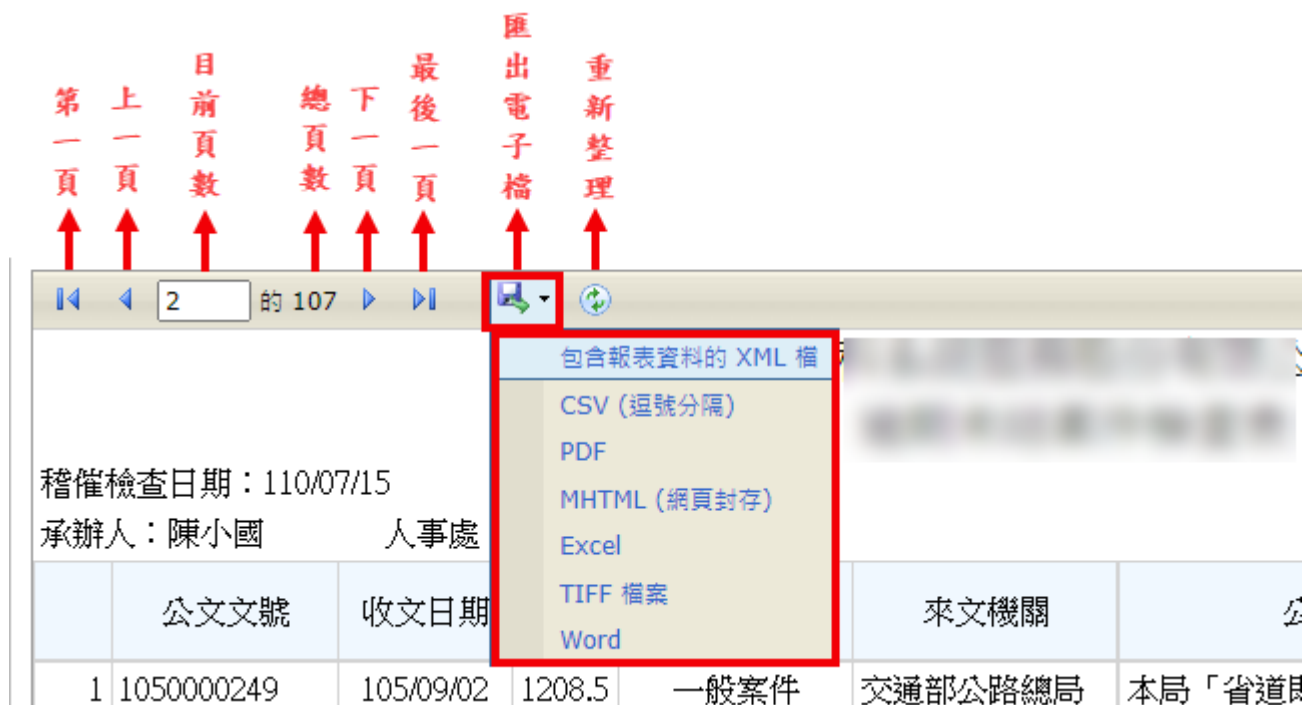 第一頁
上一頁
目前頁數
總頁數
下一頁
最後一頁
匯出電子檔
重新整理
2 的 107
包含報表資料的 XML 檔
CSV (逗號分隔)
PDF
MHTML (網頁封存)
Excel
TIFF 檔案
Word
稽催檢查日期：110/07/15
承辦人：陳小國 人事處
公文文號 收文日期 來文機關
1 1050000249 105/09/02 1208.5 一般案件 交通部公路總局 本局「省道